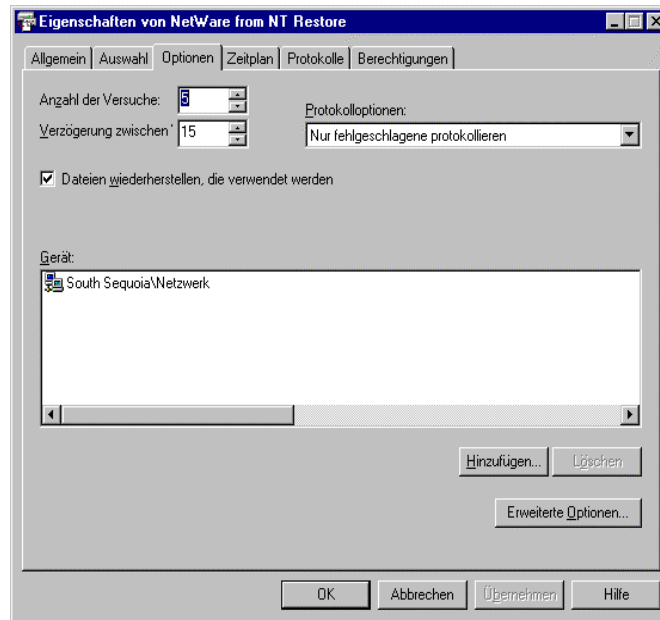 Eigenschaften von NetWare from NT Restore
Allgemein Auswahl Optionen Zeitplan Protokolle Berechtigungen
Anzahl der Versuche: 5
Protokolloptionen:
Verzögerung zwischen 15
Nur fehlgeschlagene protokollieren
Dateien wiederherstellen, die verwendet werden
Gerät:
South Sequoia\Netzwerk
Hinzufügen... Löschen
Erweiterte Optionen...
OK Abbrechen Übernehmen Hilfe